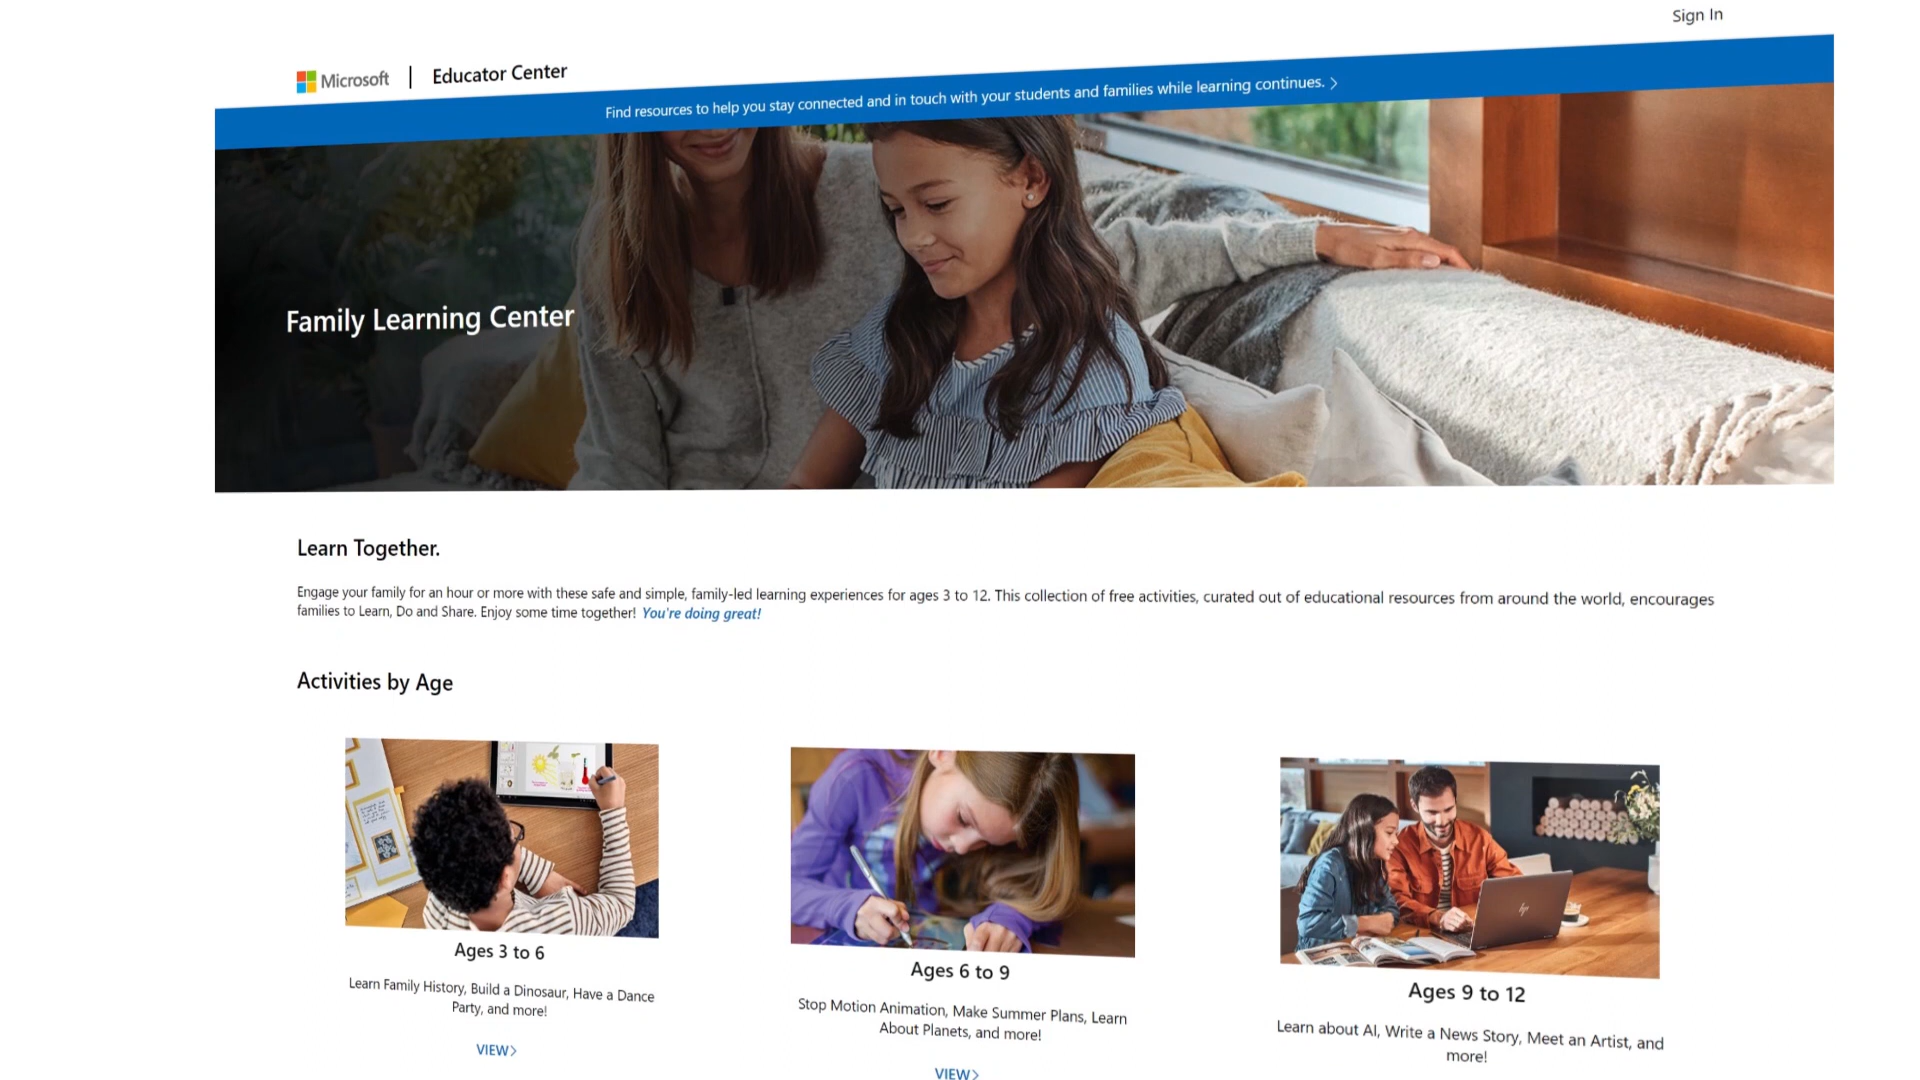 Sign In
Microsoft | Educator Center
Find resources to help you stay connected and in touch with your students and families while learning continues. >
Family Learning Center
Learn Together.
Engage your family for an hour or more with these safe and simple, family-led learning experiences for ages 3 to 12. This collection of free activities, curated out of educational resources from around the world, encourages
families to Learn, Do and Share. Enjoy some time together! You're doing great!
Activities by Age
hp
Ages 3 to 6
Learn Family History, Build a Dinosaur, Have a Dance
Party, and more!
VIEW>
Ages 6 to 9
Stop Motion Animation, Make Summer Plans, Learn
About Planets, and more!
VIEW>
Ages 9 to 12
Learn about AI, Write a News Story, Meet an Artist, and
more!